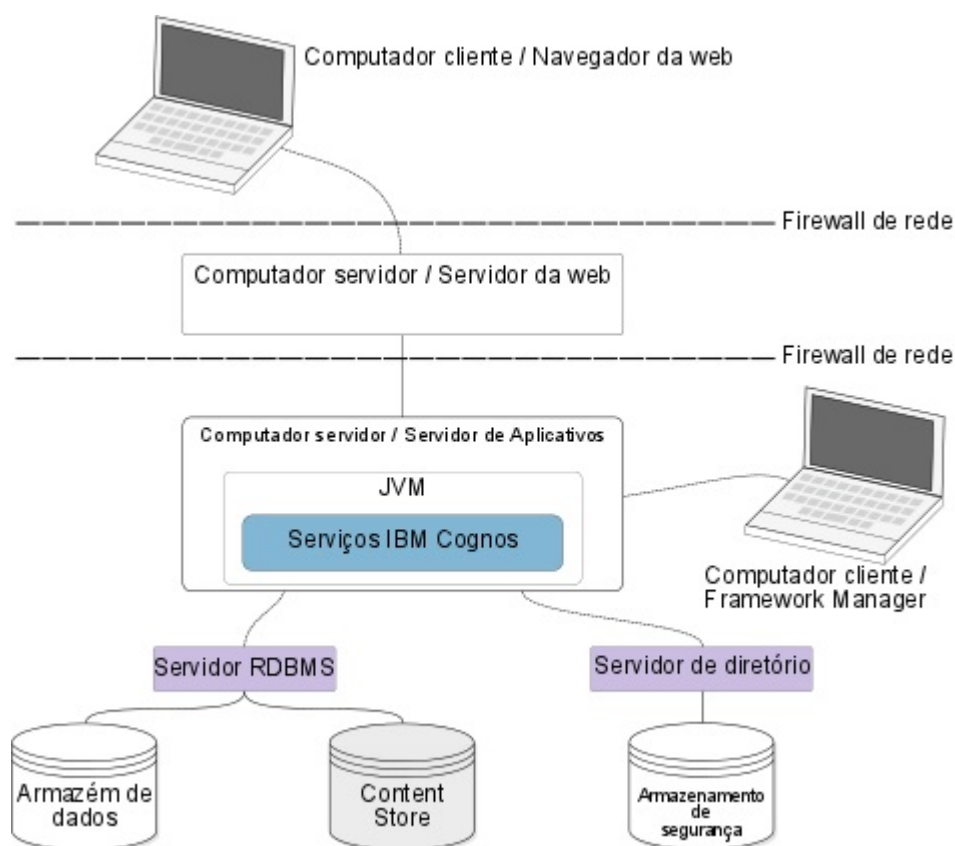 Computador cliente / Navegador da web
Firewall de rede
Computador servidor / Servidor da web
Firewall de rede
Computador servidor / Servidor de Aplicativos
JVM
Serviços IBM Cognos
Computador cliente /
Framework Manager
Servidor RDBMS
Servidor de diretório
Armazém de
dados
Content
Store
Armazenamento
de
segurança